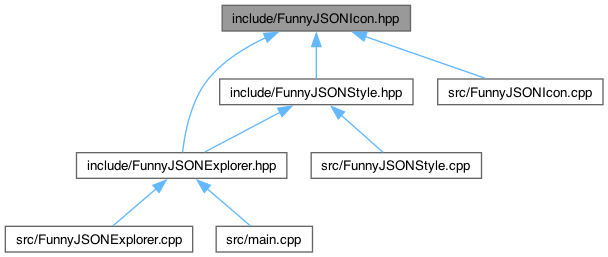 include/FunnyJSONIcon.hpp
include/FunnyJSONStyle.hpp
src/FunnyJSONIcon.cpp
include/FunnyJSONExplorer.hpp
src/FunnyJSONStyle.cpp
src/FunnyJSONExplorer.cpp
src/main.cpp